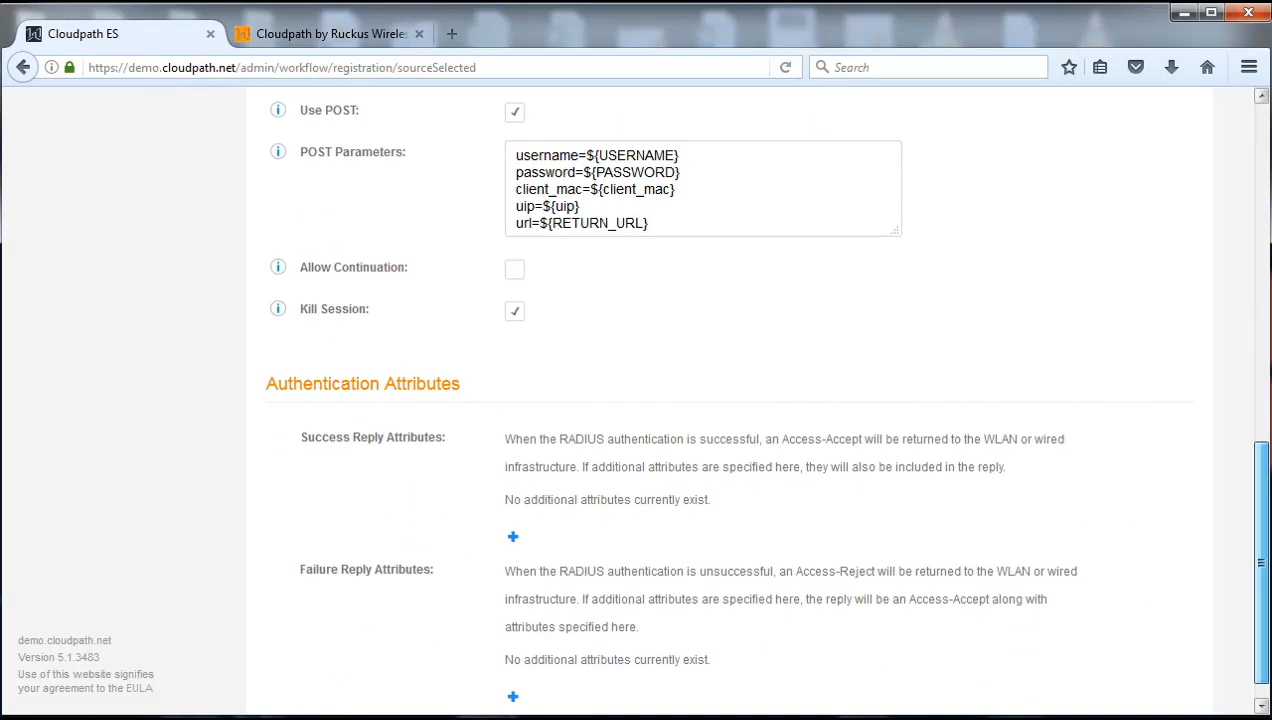 Cloudpath ES
Cloudpath by Ruckus Wireles
https://demo.cloudpath.net/admin/workflow/registration/sourceSelected
Search
Use POST:
POST Parameters:
username=${USERNAME}
password=${PASSWORD}
client_mac=${client_mac}
uip=${uip}
url=${RETURN_URL}
Allow Continuation:
Kill Session:
Authentication Attributes
Success Reply Attributes:
When the RADIUS authentication is successful, an Access-Accept will be returned to the WLAN or wired
infrastructure. If additional attributes are specified here, they will also be included in the reply.
No additional attributes currently exist.
Failure Reply Attributes:
When the RADIUS authentication is unsuccessful, an Access-Reject will be returned to the WLAN or wired
infrastructure. If additional attributes are specified here, the reply will be an Access-Accept along with
attributes specified here.
No additional attributes currently exist.
demo.cloudpath.net
Version 5.1.3483
Use of this website signifies
your agreement to the EULA